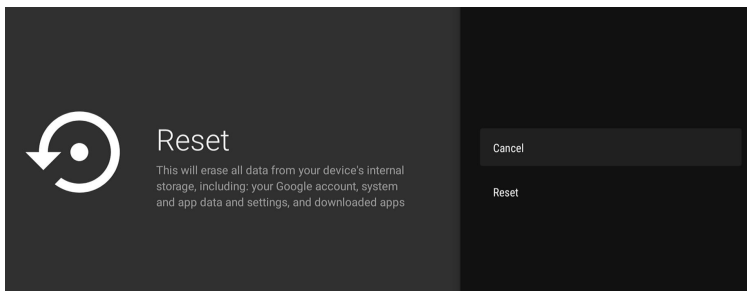 Reset
This will erase all data from your device's internal
storage, including: your Google account, system
and app data and settings, and downloaded apps
Cancel
Reset